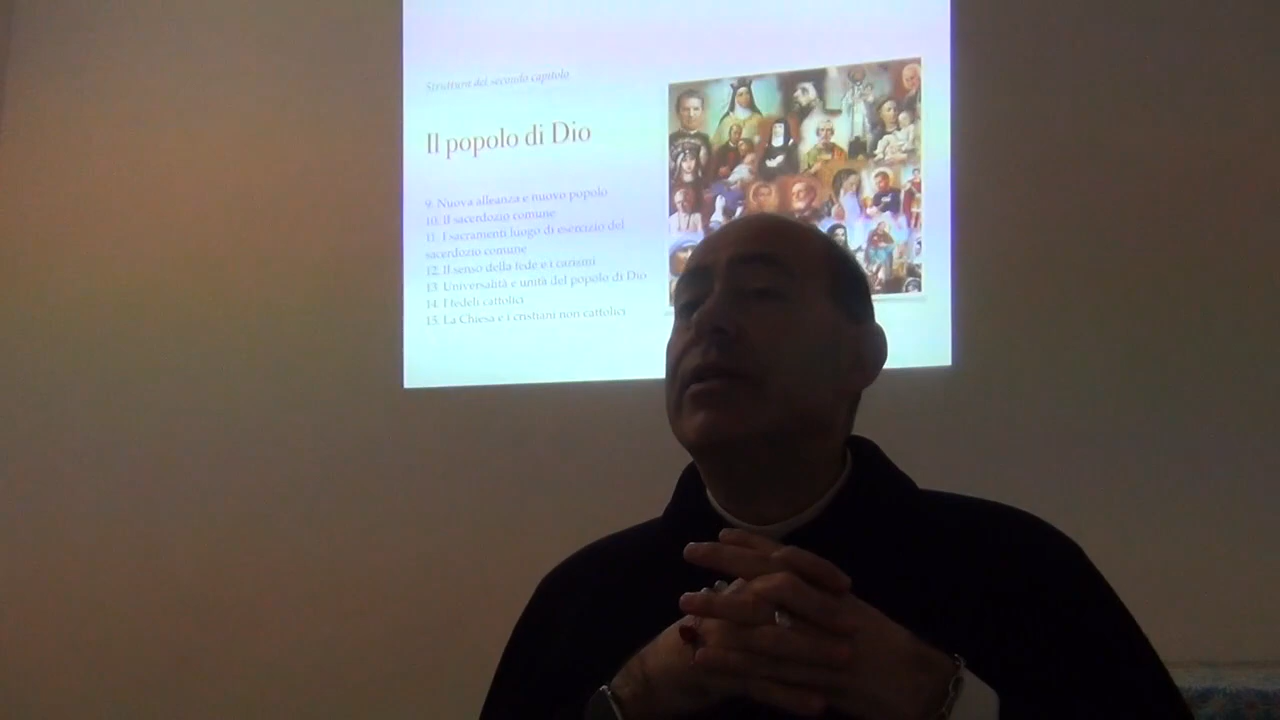 Struttura del secondo capitolo
Il popolo di Dio
9. Nuova alleanza e nuovo popolo
10. Il sacerdozio comune
11. I sacramenti luogo di esercizio del
sacerdozio comune
12. Il senso della fede e i carismi
13. Universalità e unità del popolo di Dio
14. I fedeli cattolici
15. La Chiesa e i cristiani non cattolici